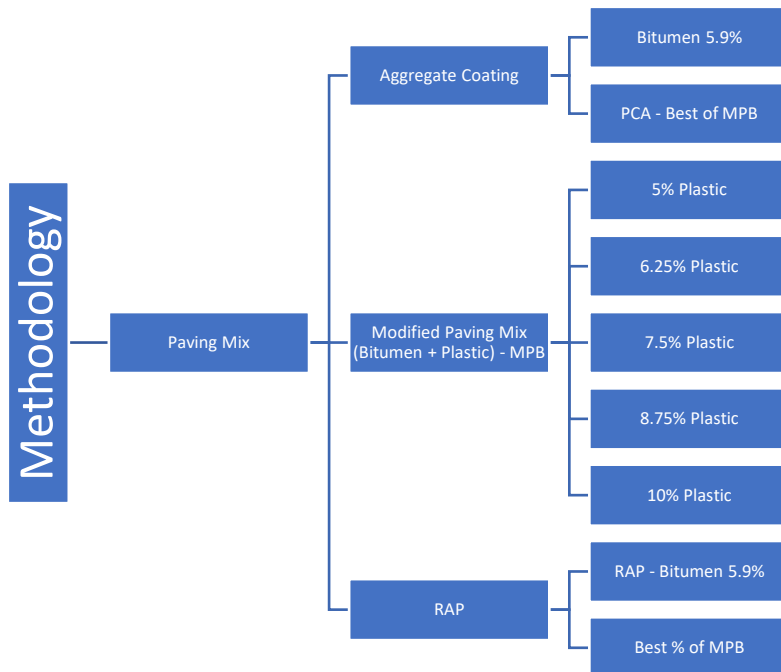 Methodology
Paving Mix
Aggregate Coating
Bitumen 5.9%
PCA - Best of MPB
Modified Paving Mix
(Bitumen + Plastic) - MPB
5% Plastic
6.25% Plastic
7.5% Plastic
8.75% Plastic
10% Plastic
RAP
RAP - Bitumen 5.9%
Best % of MPB